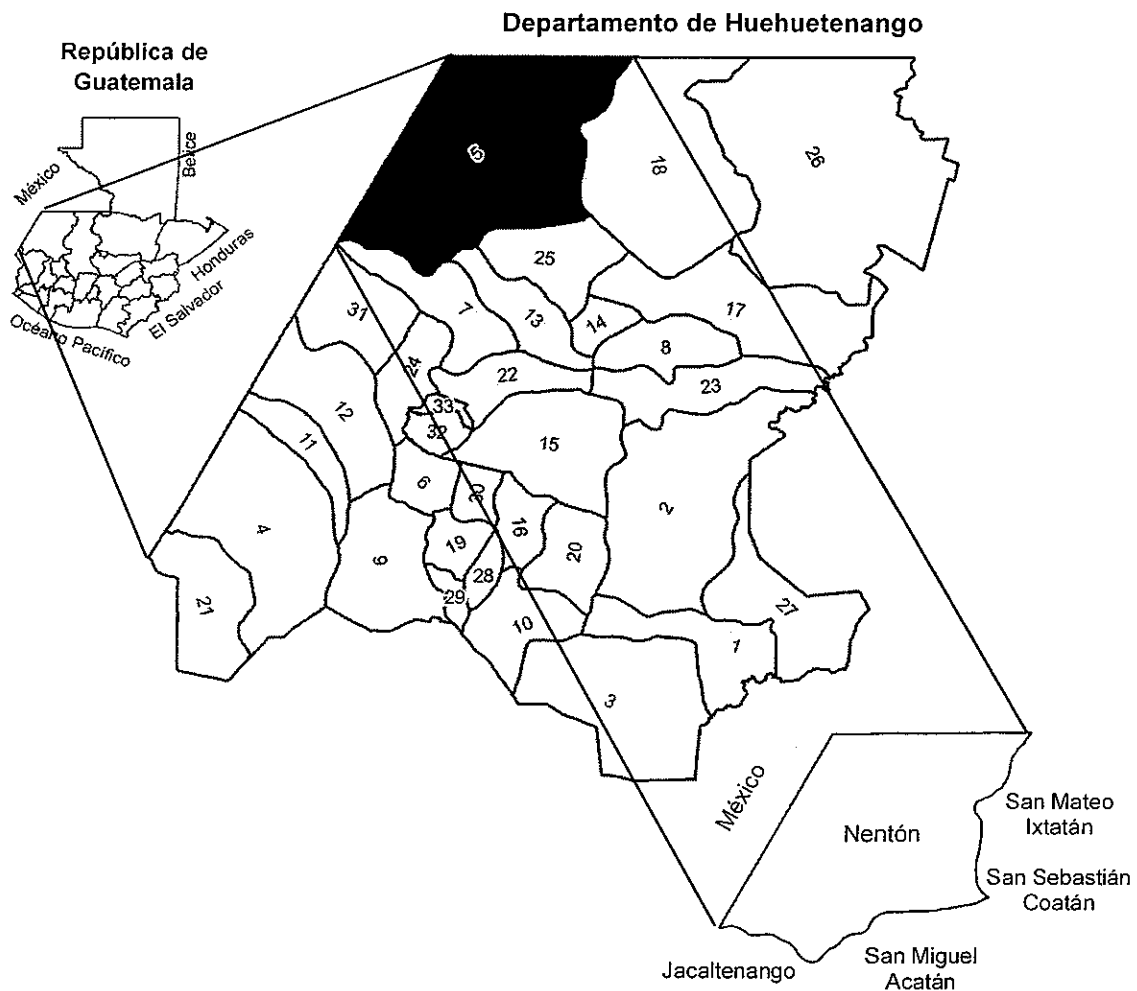 Departamento de Huehuetenango
República de
Guatemala
México
Belice
Honduras
El Salvador
Océano Pacífico
5
18
26
25
31
7
13
14
17
8
24
22
23
12
33
32
11
15
6
30
2
16
4
9
19
20
28
29
21
27
10
1
3
México
Nentón
San Mateo
Ixtatán
San Sebastián
Coatán
San Miguel
Acatán
Jacaltenango